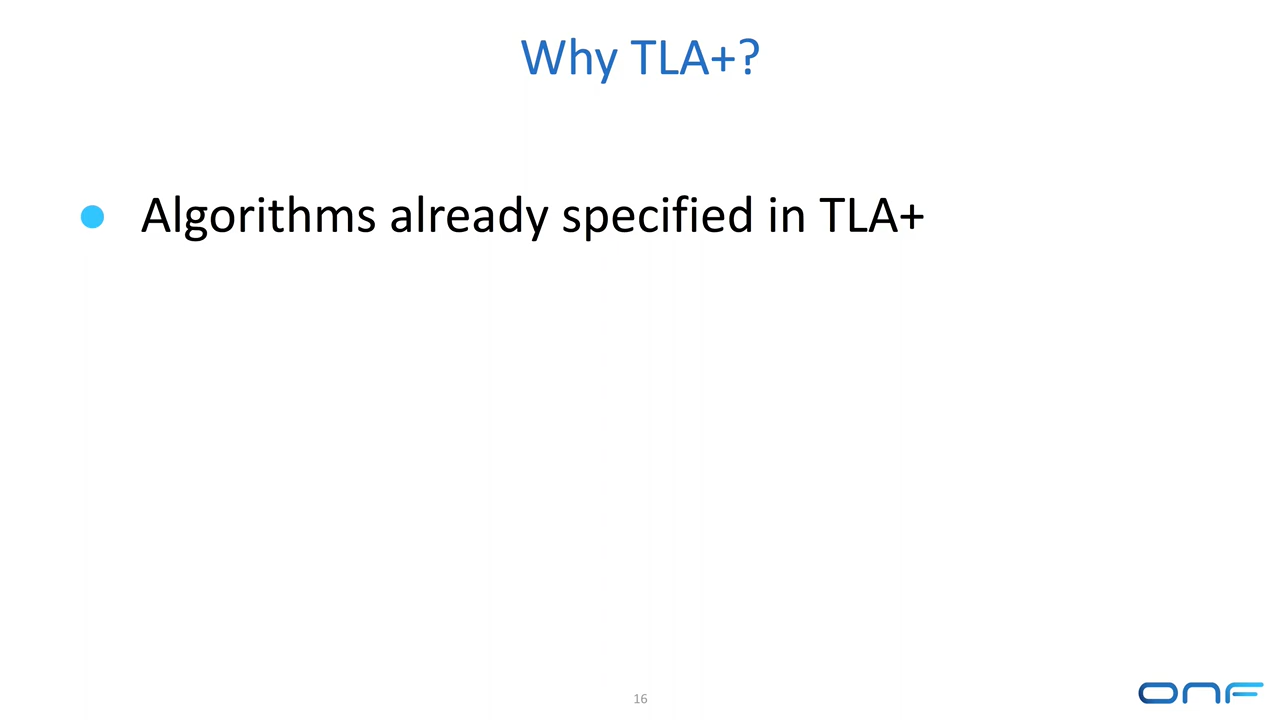 Why TLA+?
● Algorithms already specified in TLA+
16
ONF